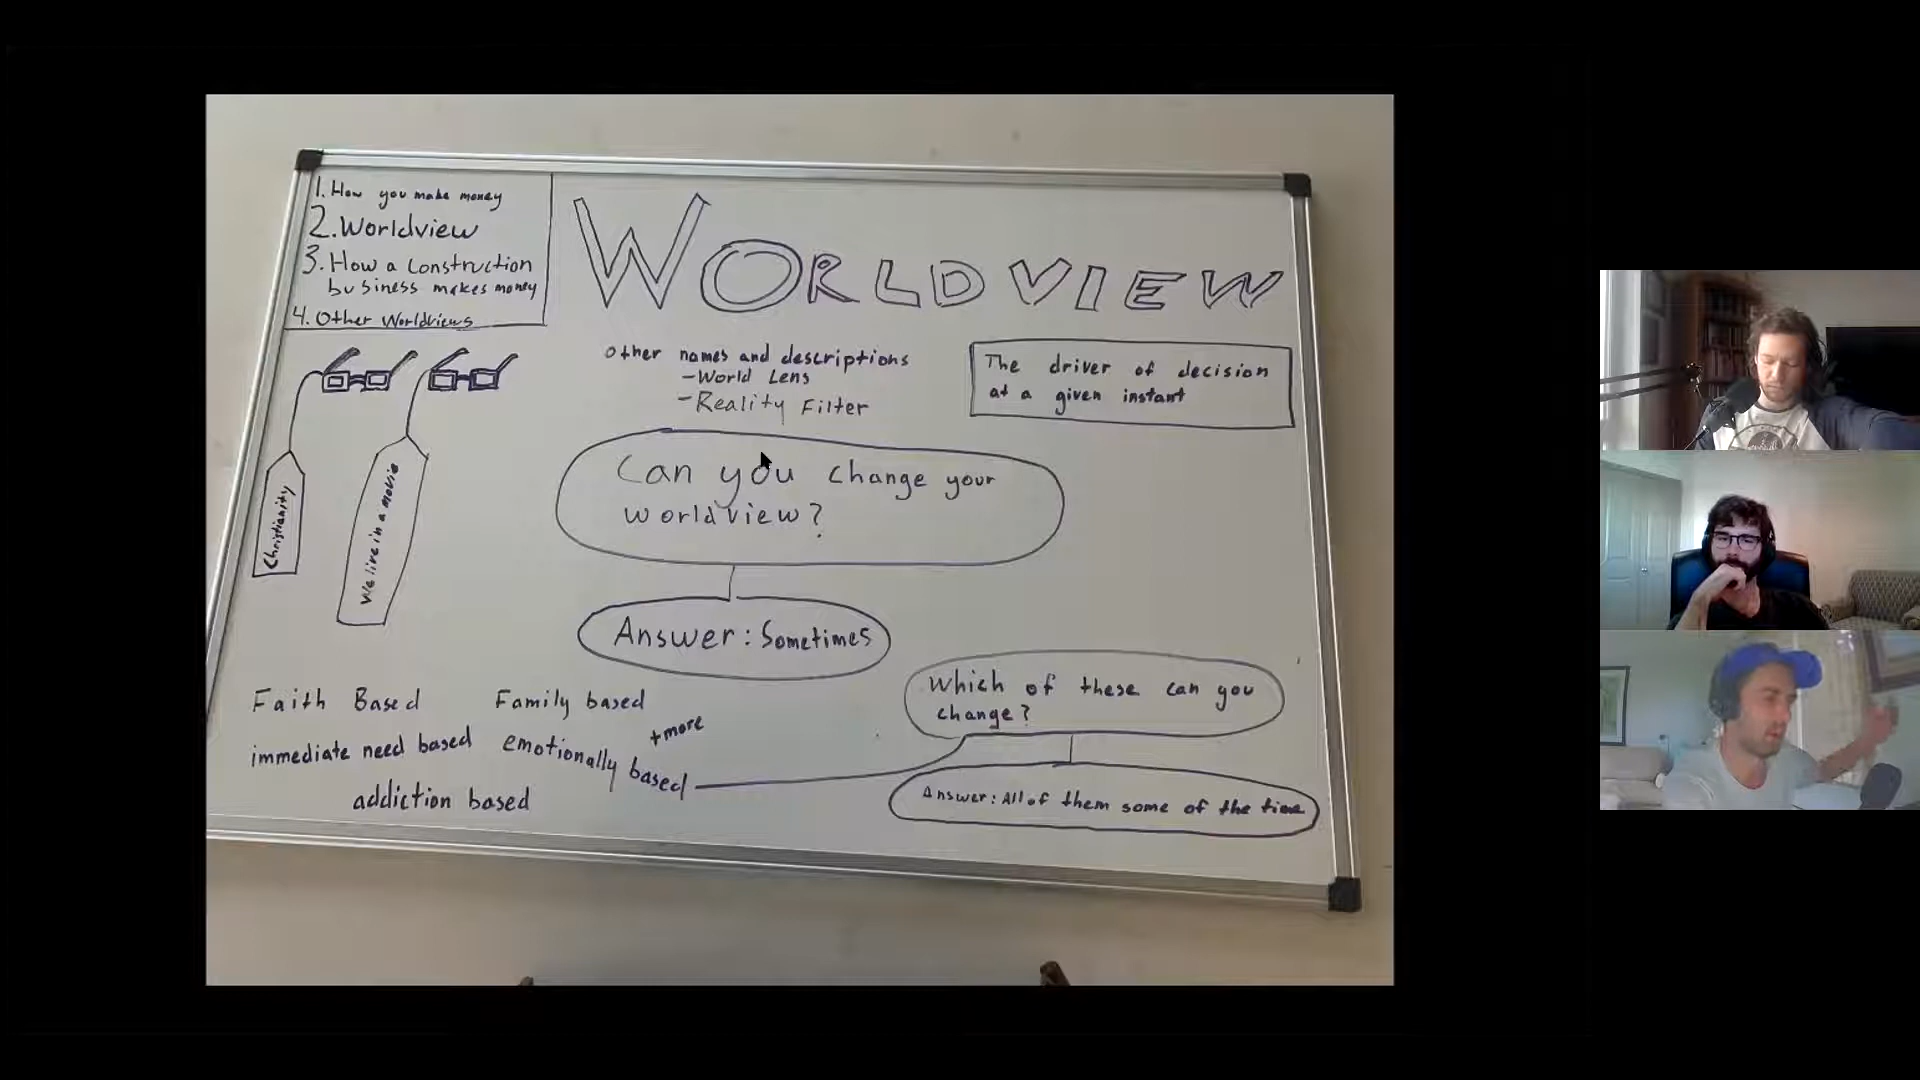 1. How you make money
2. Worldview
3. How a construction
business makes money
4. Other Worldviews
WORLDVIEW
Other names and descriptions
- World Lens
- Reality Filter
The driver of decision
at a given instant
Christianity
We live in a movie
Can you change your
worldview?
Answer: Sometimes
Faith Based
Family based
immediate need based
emotionally based
+more
addiction based
Which of these can you
change?
Answer: All of them some of the time